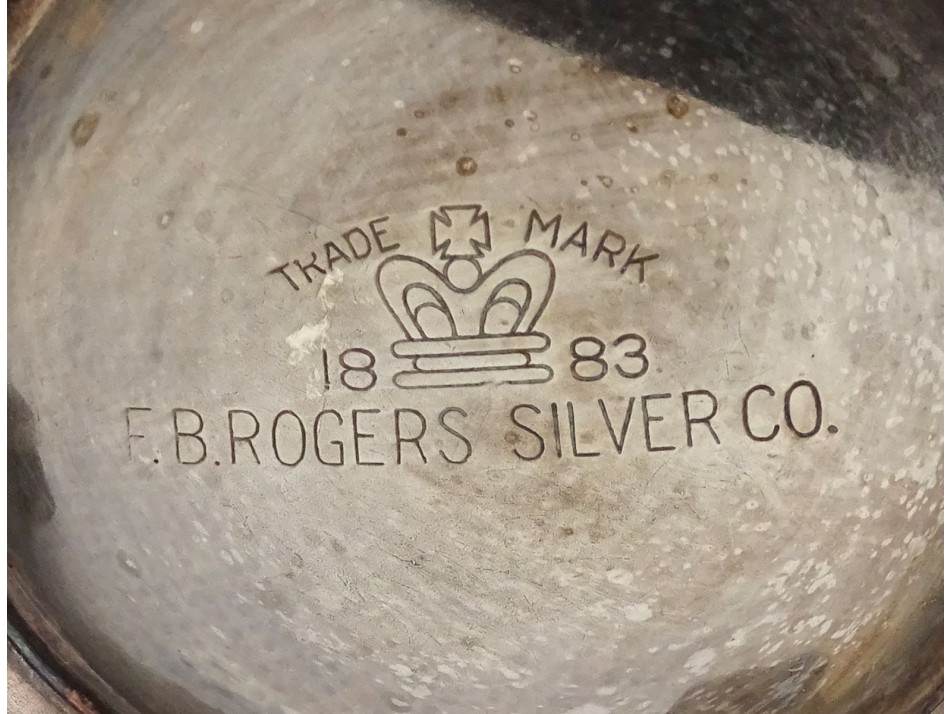 TRADE MARK
18 83
F.B.ROGERS SILVER CO.